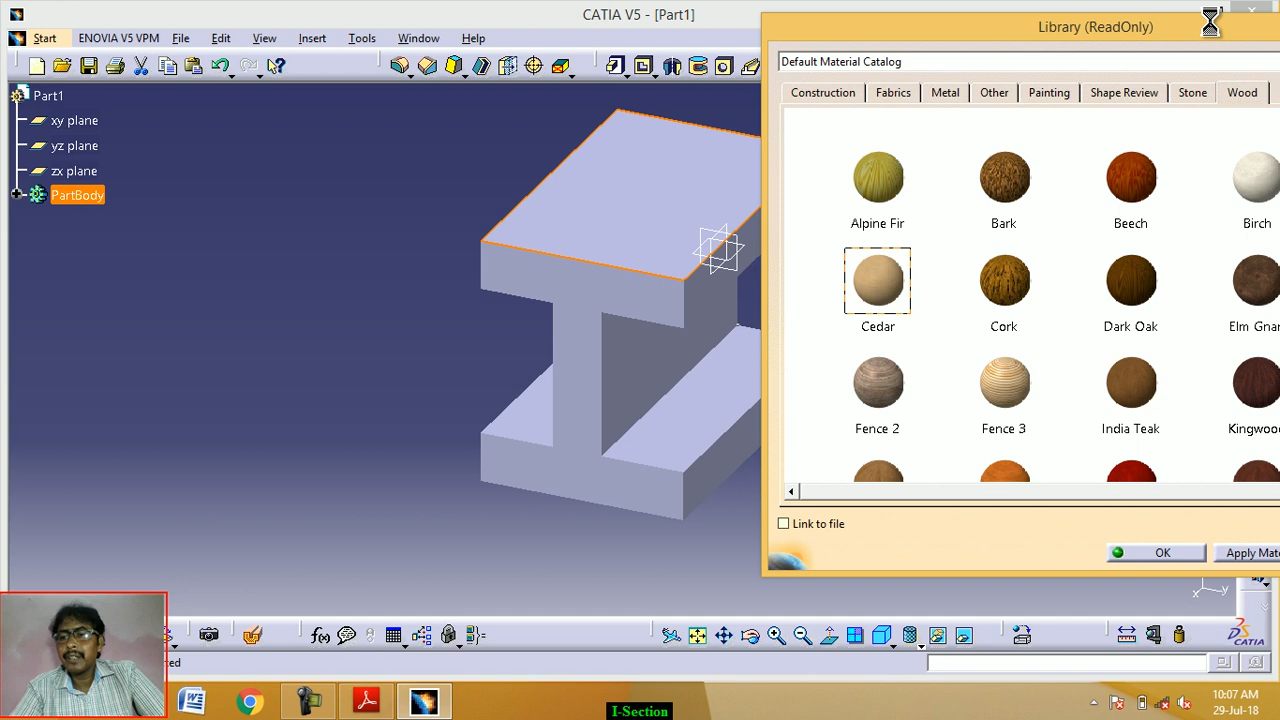 CATIA V5 - [Part1]
Library (ReadOnly)
Start ENOVIA V5 VPM File Edit View Insert Tools Window Help
Default Material Catalog
Construction Fabrics Metal Other Painting Shape Review Stone Wood
Part1
xy plane
yz plane
zx plane
PartBody
Alpine Fir Bark Beech Birch
Cedar Cork Dark Oak Elm Gnar
Fence 2 Fence 3 India Teak Kingwood
Link to file
OK Apply Mate
x y
f(x)
CATIA
ed
I-Section
10:07 AM
29-Jul-18